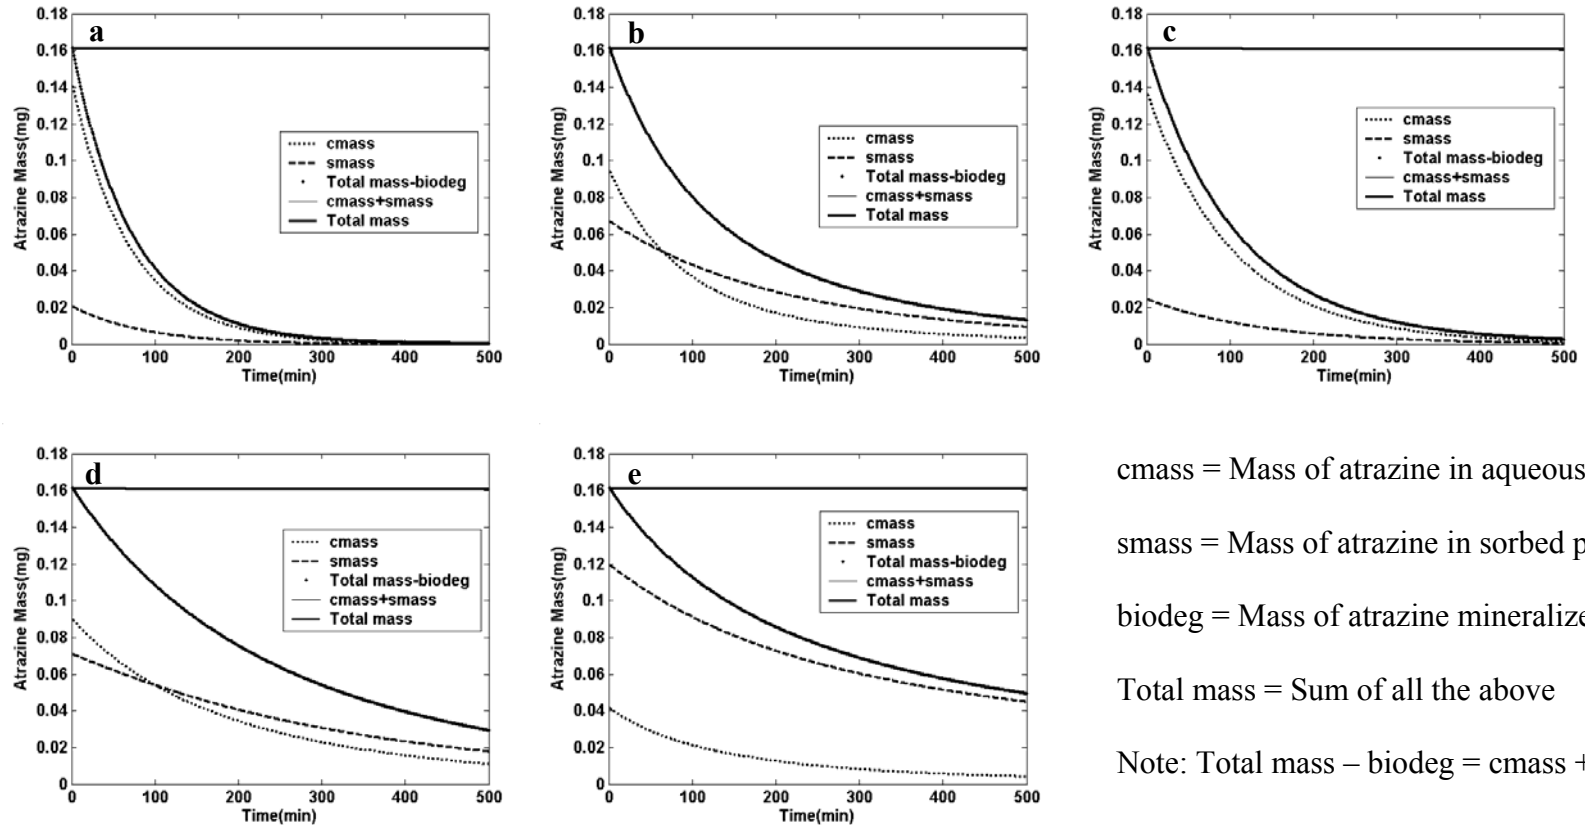 a
0.18
0.16
0.14
0.12
0.1
0.08
0.06
0.04
0.02
0
Atrazine Mass(mg)
cmass
smass
Total mass-biodeg
cmass+smass
Total mass
0 100 200 300 400 500
Time(min)
b
0.18
0.16
0.14
0.12
0.1
0.08
0.06
0.04
0.02
0
Atrazine Mass(mg)
cmass
smass
Total mass-biodeg
cmass+smass
Total mass
0 100 200 300 400 500
Time(min)
c
0.18
0.16
0.14
0.12
0.1
0.08
0.06
0.04
0.02
0
Atrazine Mass(mg)
cmass
smass
Total mass-biodeg
cmass+smass
Total mass
0 100 200 300 400 500
Time(min)
d
0.18
0.16
0.14
0.12
0.1
0.08
0.06
0.04
0.02
0
Atrazine Mass(mg)
cmass
smass
Total mass-biodeg
cmass+smass
Total mass
0 100 200 300 400 500
Time(min)
e
0.18
0.16
0.14
0.12
0.1
0.08
0.06
0.04
0.02
0
Atrazine Mass(mg)
cmass
smass
Total mass-biodeg
cmass+smass
Total mass
0 100 200 300 400 500
Time(min)
cmass = Mass of atrazine in aqueous
smass = Mass of atrazine in sorbed p
biodeg = Mass of atrazine mineralize
Total mass = Sum of all the above
Note: Total mass – biodeg = cmass +